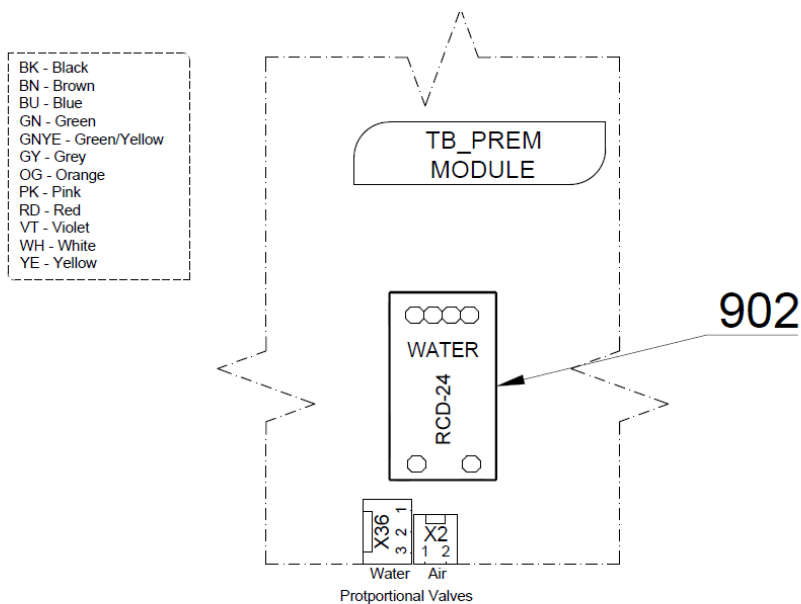 BK - Black
BN - Brown
BU - Blue
GN - Green
GNYE - Green/Yellow
GY - Grey
OG - Orange
PK - Pink
RD - Red
VT - Violet
WH - White
YE - Yellow
TB_PREM
MODULE
902
WATER
RCD-24
X36
1
2
3
X2
1 2
Water Air
Protportional Valves